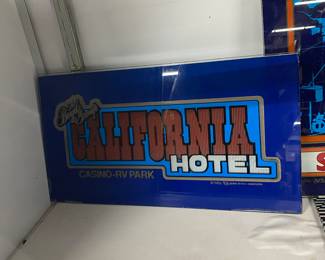 CALIFORNIA
HOTEL
CASINO-RV PARK
S